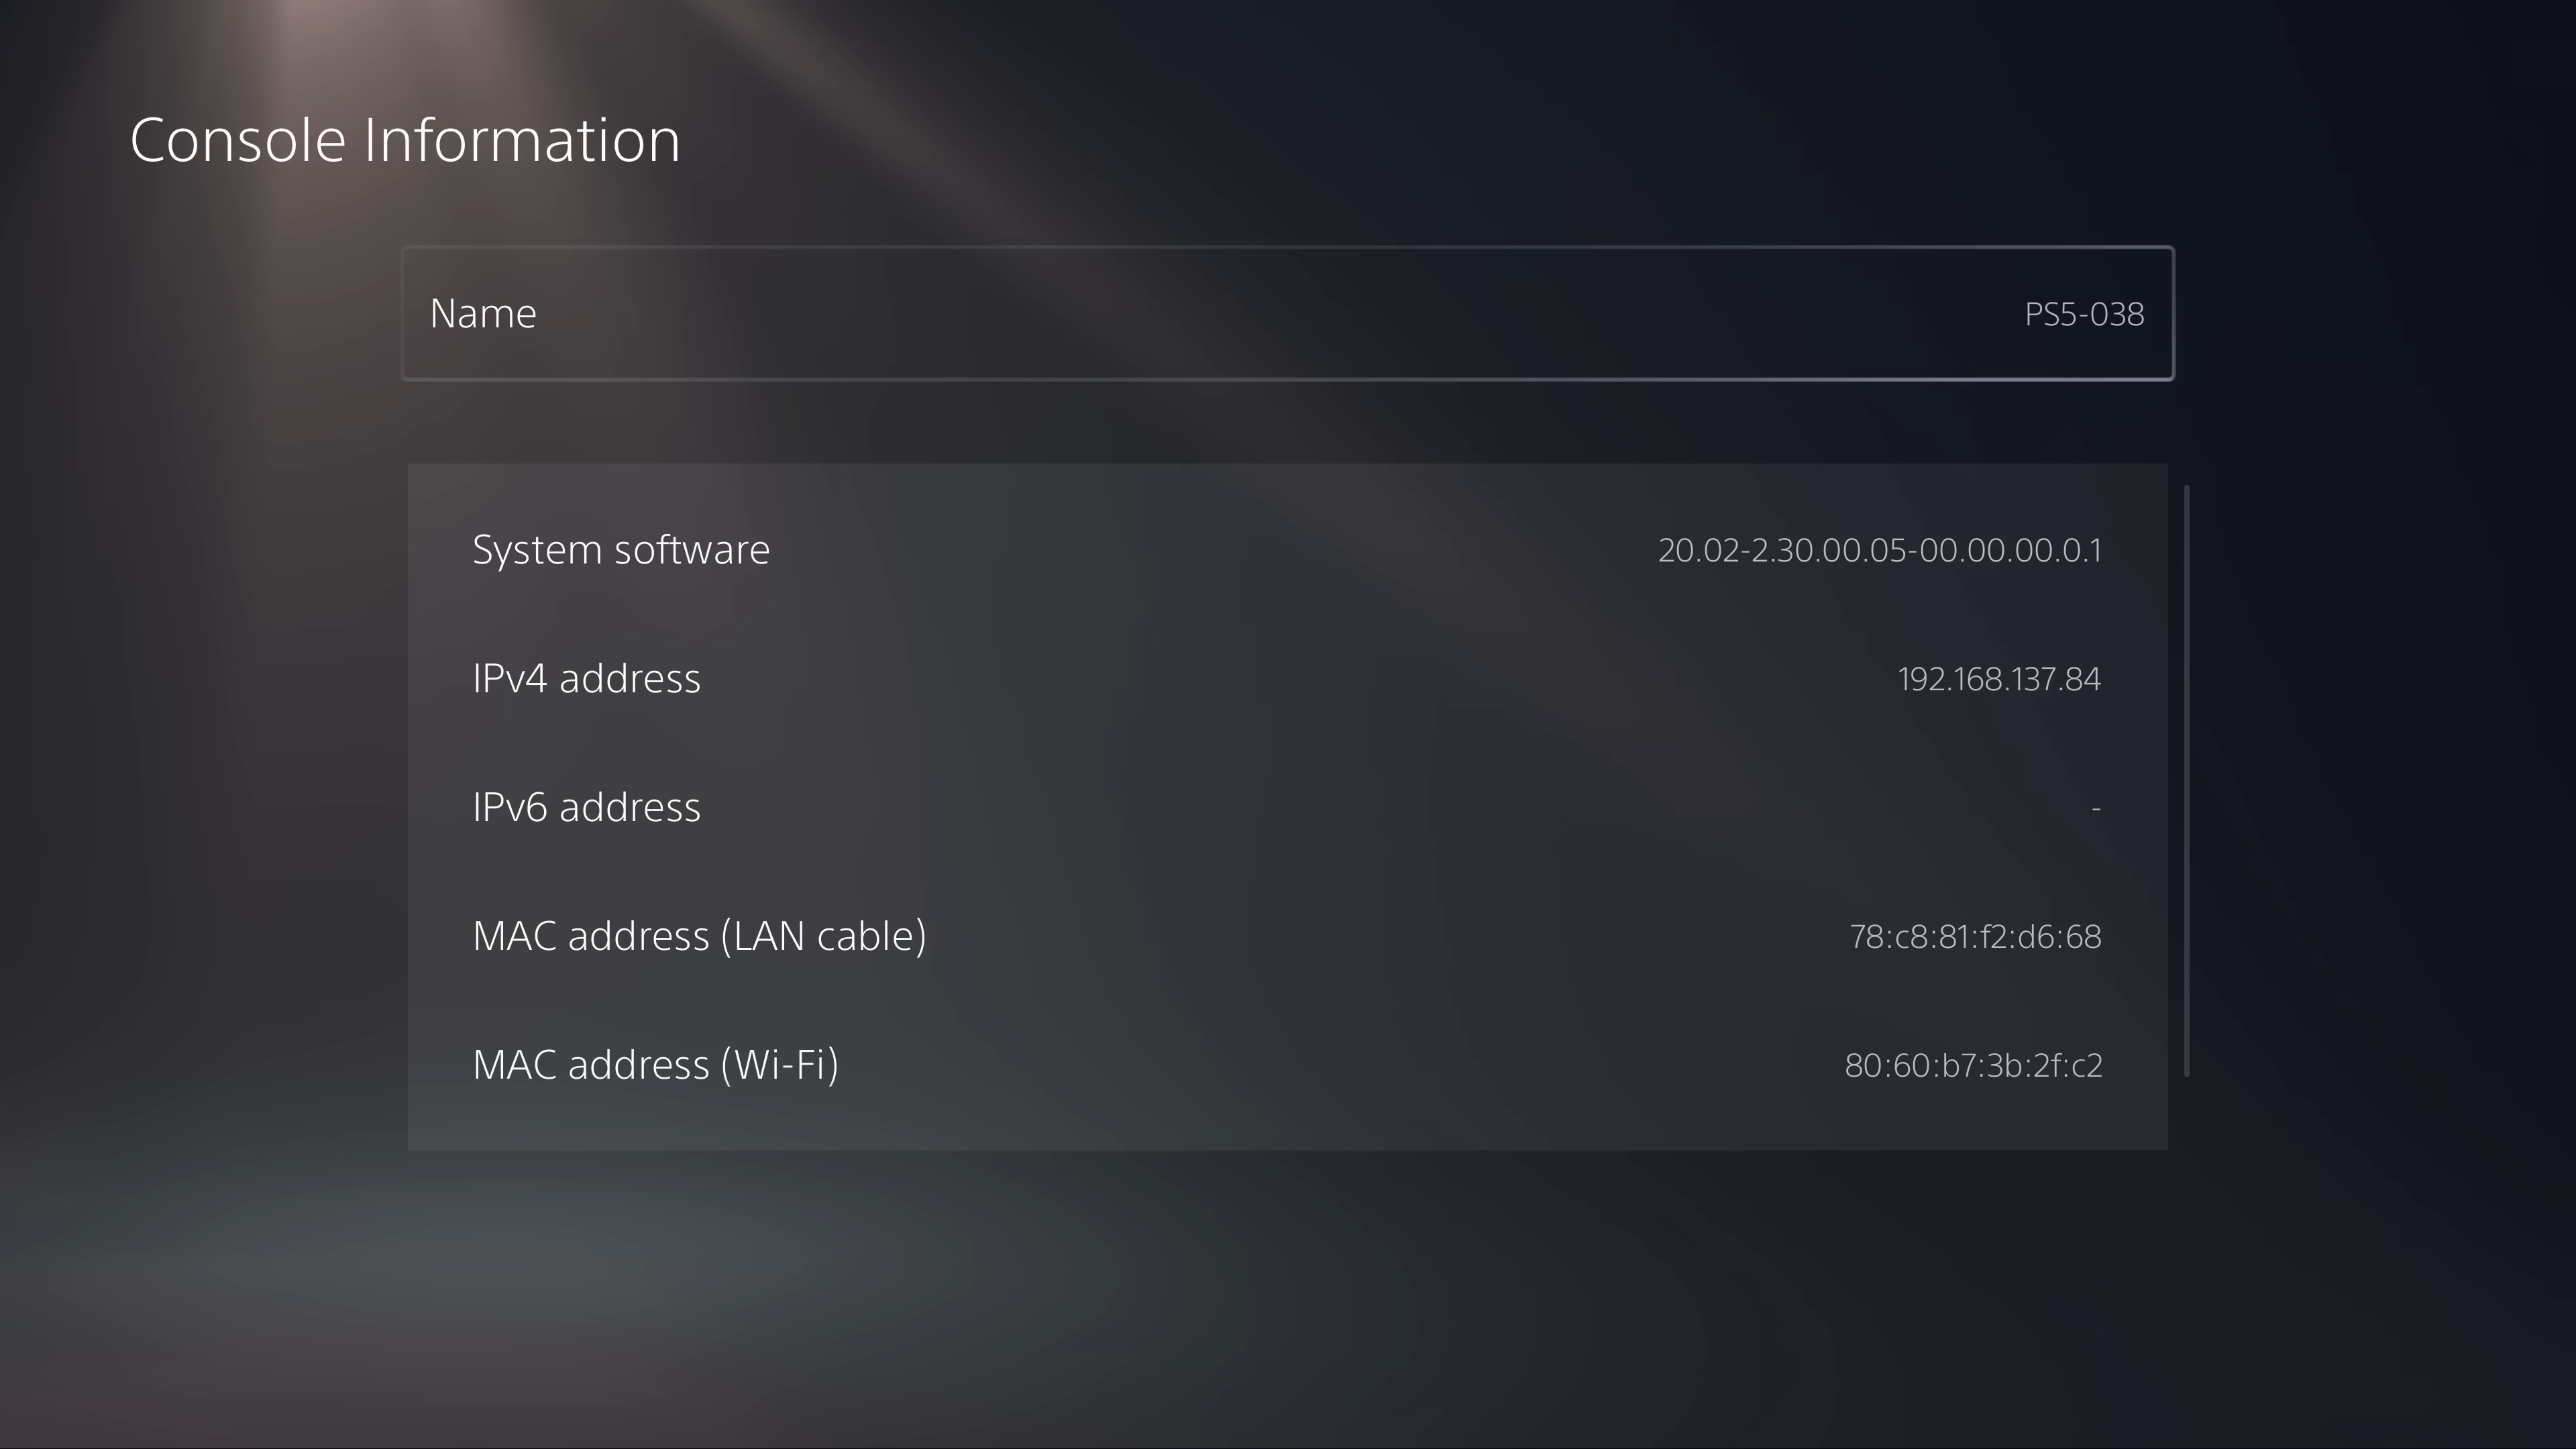 Console Information
Name PS5-038
System software 20.02-2.30.00.05-00.00.00.0.1
IPv4 address 192.168.137.84
IPv6 address -
MAC address (LAN cable) 78:c8:81:f2:d6:68
MAC address (Wi-Fi) 80:60:b7:3b:2f:c2